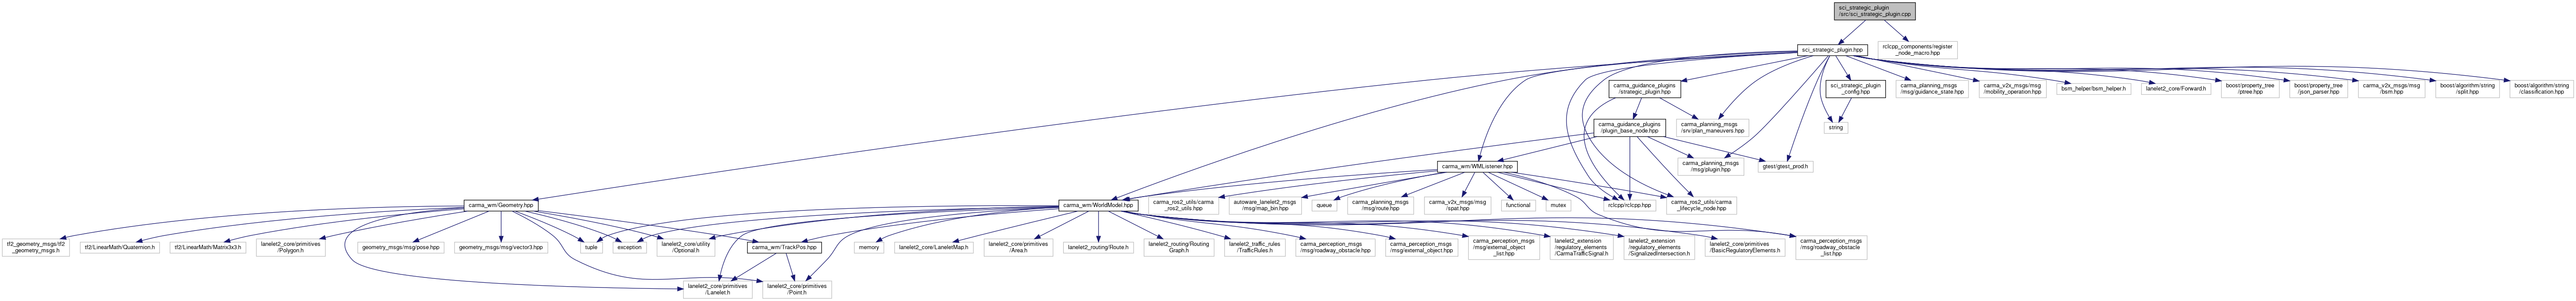 sci_strategic_plugin
/src/sci_strategic_plugin.cpp
sci_strategic_plugin.hpp
rclcpp_components/register
_node_macro.hpp
carma_guidance_plugins
/strategic_plugin.hpp
sci_strategic_plugin
_config.hpp
carma_planning_msgs
/msg/guidance_state.hpp
carma_v2x_msgs/msg
/mobility_operation.hpp
bsm_helper/bsm_helper.h
lanelet2_core/Forward.h
boost/property_tree
/ptree.hpp
boost/property_tree
/json_parser.hpp
carma_v2x_msgs/msg
/bsm.hpp
boost/algorithm/string
/split.hpp
boost/algorithm/string
/classification.hpp
carma_guidance_plugins
/plugin_base_node.hpp
carma_planning_msgs
/srv/plan_maneuvers.hpp
string
carma_wm/WMListener.hpp
carma_planning_msgs
/msg/plugin.hpp
gtest/gtest_prod.h
carma_wm/Geometry.hpp
carma_wm/WorldModel.hpp
carma_ros2_utils/carma
_ros2_utils.hpp
autoware_lanelet2_msgs
/msg/map_bin.hpp
queue
carma_planning_msgs
/msg/route.hpp
carma_v2x_msgs/msg
/spat.hpp
functional
mutex
rclcpp/rclcpp.hpp
carma_ros2_utils/carma
_lifecycle_node.hpp
tf2_geometry_msgs/tf2
_geometry_msgs.h
tf2/LinearMath/Quaternion.h
tf2/LinearMath/Matrix3x3.h
lanelet2_core/primitives
/Polygon.h
geometry_msgs/msg/pose.hpp
geometry_msgs/msg/vector3.hpp
tuple
exception
lanelet2_core/utility
/Optional.h
carma_wm/TrackPos.hpp
memory
lanelet2_core/LaneletMap.h
lanelet2_core/primitives
/Area.h
lanelet2_routing/Route.h
lanelet2_routing/Routing
Graph.h
lanelet2_traffic_rules
/TrafficRules.h
carma_perception_msgs
/msg/roadway_obstacle.hpp
carma_perception_msgs
/msg/external_object.hpp
carma_perception_msgs
/msg/external_object
_list.hpp
lanelet2_extension
/regulatory_elements
/CarmaTrafficSignal.h
lanelet2_extension
/regulatory_elements
/SignalizedIntersection.h
lanelet2_core/primitives
/BasicRegulatoryElements.h
carma_perception_msgs
/msg/roadway_obstacle
_list.hpp
lanelet2_core/primitives
/Lanelet.h
lanelet2_core/primitives
/Point.h